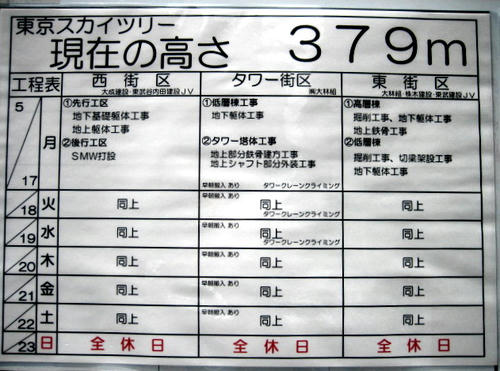 東京スカイツリー
現在の高さ 379m
工程表 西街区 タワー街区 東街区
大成建設・東武谷内田建設JV ㈱大林組 大林組・株木建設・東武建設JV
5/17 月
①先行工区
地下基礎躯体工事
地上躯体工事
②後行工区
SMW打設
①低層棟工事
地下躯体工事
②タワー塔体工事
地上部分鉄骨建方工事
地上シャフト部分外装工事
早朝搬入あり タワークレーンクライミング
①高層棟
掘削工事、地下躯体工事
地上鉄骨工事
②低層棟
掘削工事、切梁架設工事
地下躯体工事
18 火 同上 早朝搬入あり 同上 タワークレーンクライミング 同上
19 水 同上 早朝搬入あり 同上 タワークレーンクライミング 同上
20 木 同上 早朝搬入あり 同上 同上
21 金 同上 早朝搬入あり 同上 同上
22 土 同上 早朝搬入あり 同上 同上
23 日 全休日 全休日 全休日